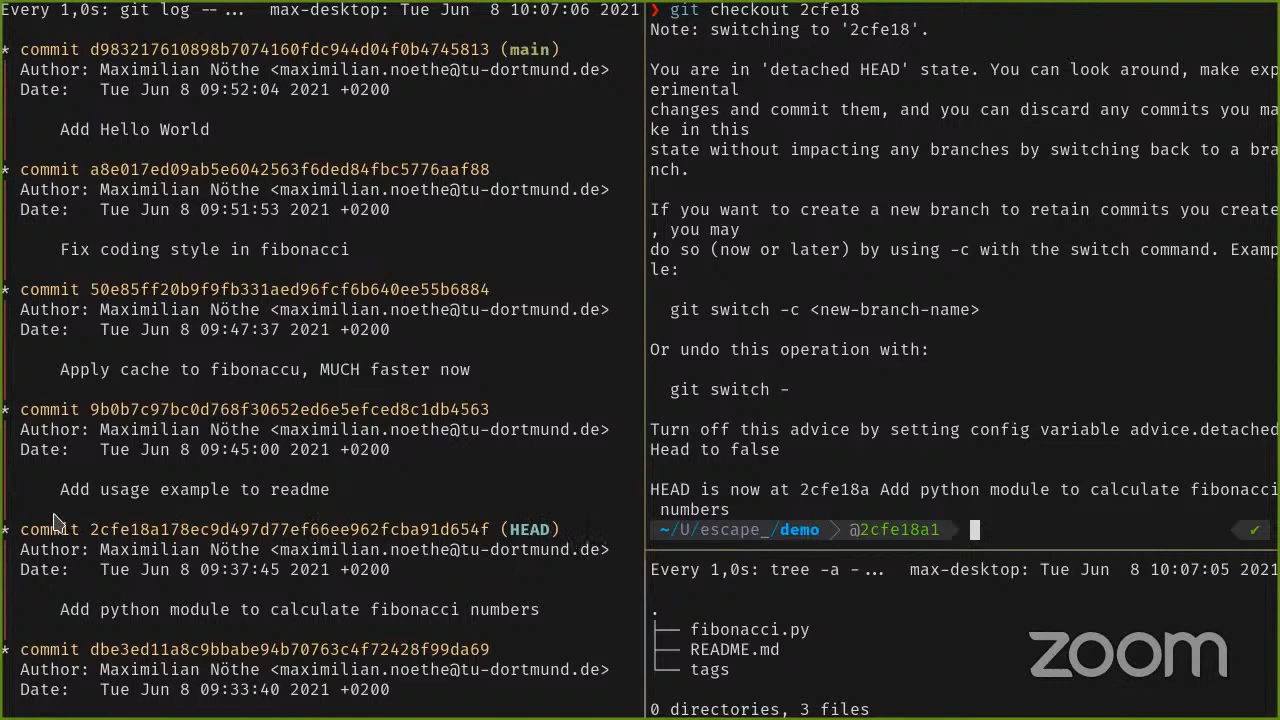 Every 1,0s: git log --... max-desktop: Tue Jun 8 10:07:06 2021
* commit d983217610898b7074160fdc944d04f0b4745813 (main)
Author: Maximilian Nöthe <maximilian.noethe@tu-dortmund.de>
Date: Tue Jun 8 09:52:04 2021 +0200
Add Hello World
* commit a8e017ed09ab5e6042563f6ded84fbc5776aaf88
Author: Maximilian Nöthe <maximilian.noethe@tu-dortmund.de>
Date: Tue Jun 8 09:51:53 2021 +0200
Fix coding style in fibonacci
* commit 50e85ff20b9f9fb331aed96fcf6b640ee55b6884
Author: Maximilian Nöthe <maximilian.noethe@tu-dortmund.de>
Date: Tue Jun 8 09:47:37 2021 +0200
Apply cache to fibonaccu, MUCH faster now
* commit 9b0b7c97bc0d768f30652ed6e5efced8c1db4563
Author: Maximilian Nöthe <maximilian.noethe@tu-dortmund.de>
Date: Tue Jun 8 09:45:00 2021 +0200
Add usage example to readme
* commit 2cfe18a178ec9d497d77ef66ee962fcba91d654f (HEAD)
Author: Maximilian Nöthe <maximilian.noethe@tu-dortmund.de>
Date: Tue Jun 8 09:37:45 2021 +0200
Add python module to calculate fibonacci numbers
* commit dbe3ed11a8c9bbabe94b70763c4f72428f99da69
Author: Maximilian Nöthe <maximilian.noethe@tu-dortmund.de>
Date: Tue Jun 8 09:33:40 2021 +0200
❯ git checkout 2cfe18
Note: switching to '2cfe18'.
You are in 'detached HEAD' state. You can look around, make exp
erimental
changes and commit them, and you can discard any commits you ma
ke in this
state without impacting any branches by switching back to a bra
nch.
If you want to create a new branch to retain commits you create
, you may
do so (now or later) by using -c with the switch command. Examp
le:
git switch -c <new-branch-name>
Or undo this operation with:
git switch -
Turn off this advice by setting config variable advice.detached
Head to false
HEAD is now at 2cfe18a Add python module to calculate fibonacci
numbers
~/U/escape_/demo @2cfe18a1 ✔
Every 1,0s: tree -a -... max-desktop: Tue Jun 8 10:07:05 2021
.
├── fibonacci.py
├── README.md
└── tags
0 directories, 3 files
zoom